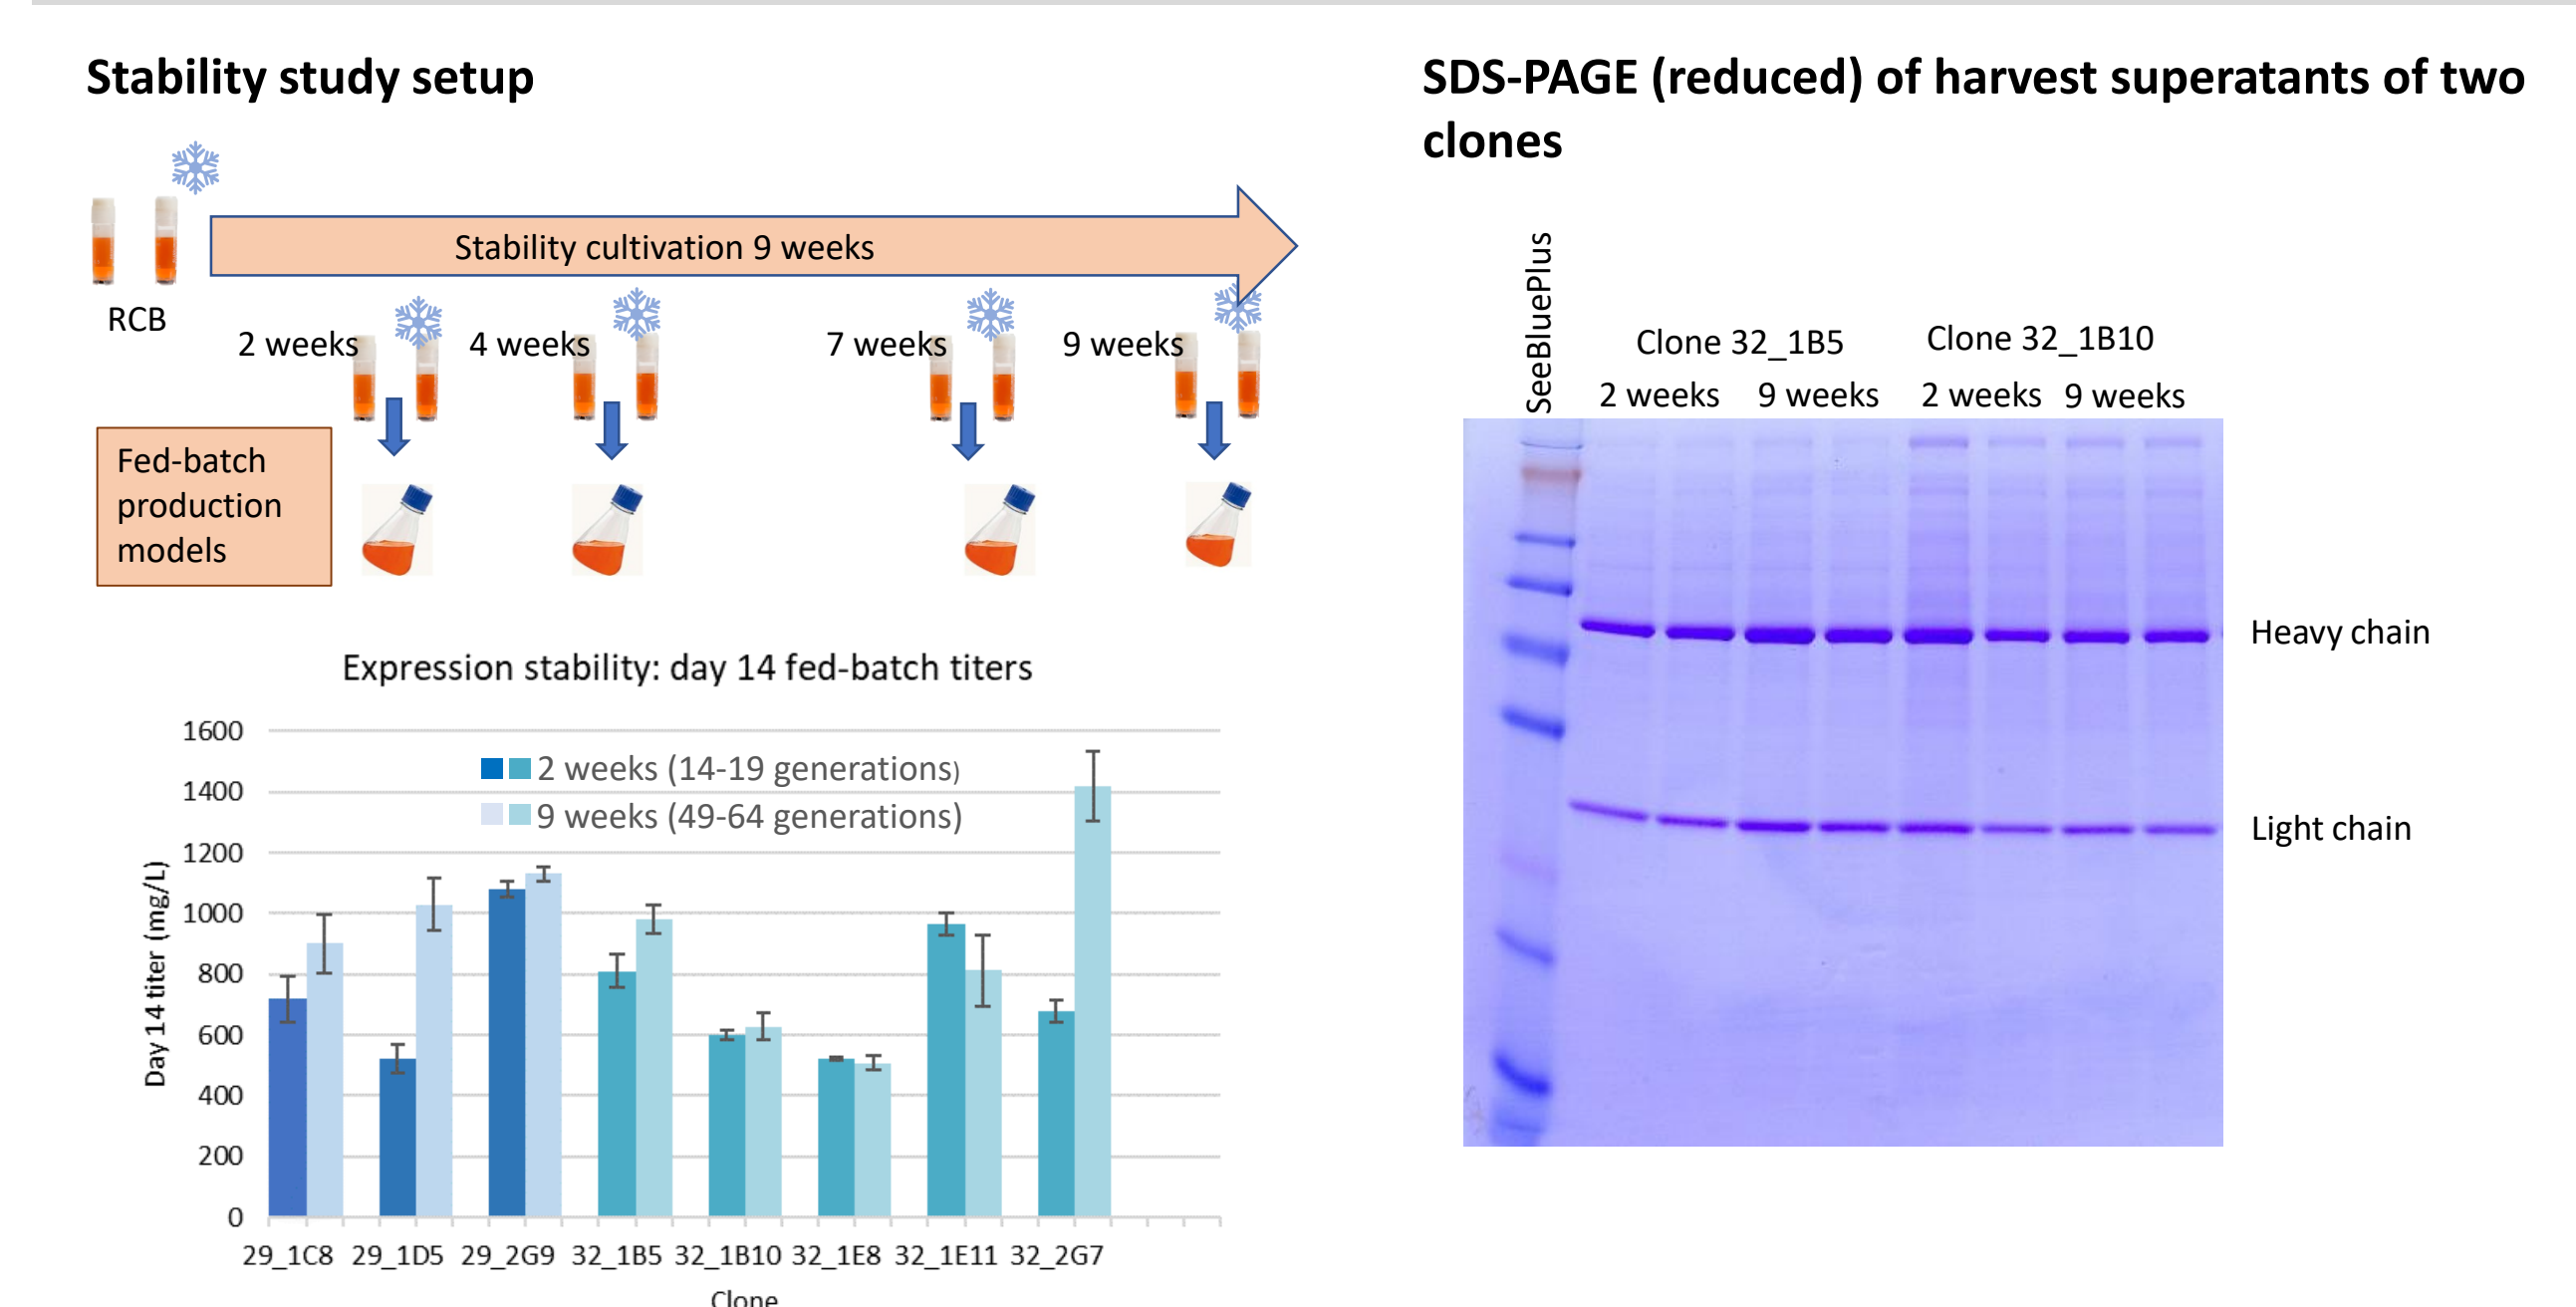 Stability study setup
Stability cultivation 9 weeks
RCB
2 weeks
4 weeks
7 weeks
9 weeks
Fed-batch
production
models
Expression stability: day 14 fed-batch titers
1600
1400
1200
1000
800
600
400
200
0
Day 14 titer (mg/L)
2 weeks (14-19 generations)
9 weeks (49-64 generations)
29_1C8 29_1D5 29_2G9 32_1B5 32_1B10 32_1E8 32_1E11 32_2G7
Clone
SDS-PAGE (reduced) of harvest superatants of two
clones
SeeBluePlus
Clone 32_1B5
Clone 32_1B10
2 weeks 9 weeks 2 weeks 9 weeks
Heavy chain
Light chain